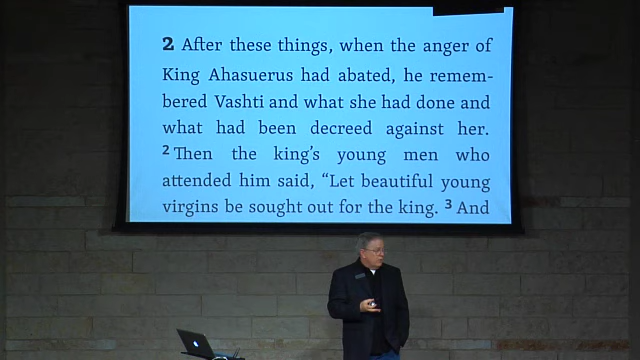 2 After these things, when the anger of
King Ahasuerus had abated, he remem-
bered Vashti and what she had done and
what had been decreed against her.
2 Then the king's young men who
attended him said, “Let beautiful young
virgins be sought out for the king. 3 And